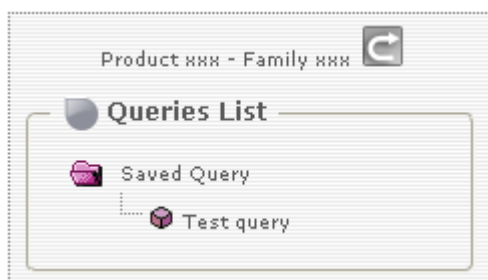 Product xxx - Family xxx
Queries List
Saved Query
Test query